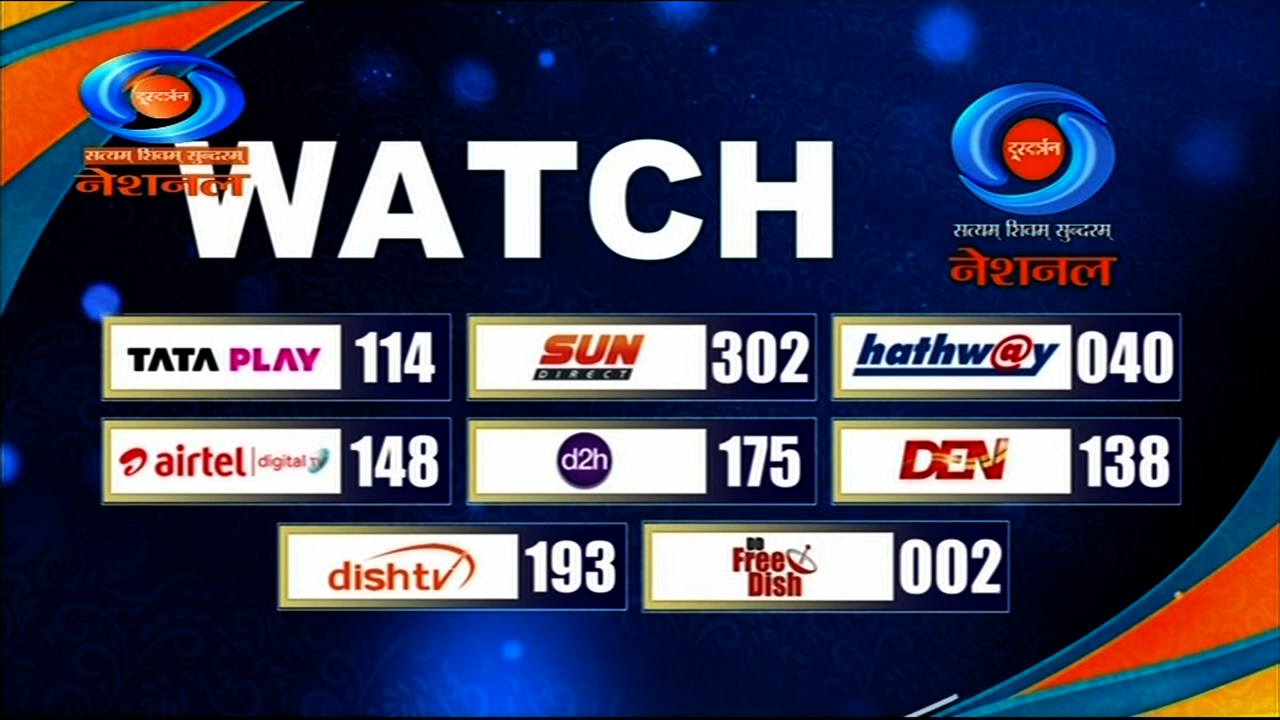 दूरदर्शन
सत्यम् शिवम् सुन्दरम्
नेशनल
WATCH
दूरदर्शन
सत्यम् शिवम् सुन्दरम्
नेशनल
TATA PLAY 114
SUN DIRECT 302
hathw@y 040
airtel digital TV 148
d2h 175
DEN 138
dishtv 193
DD Free Dish 002